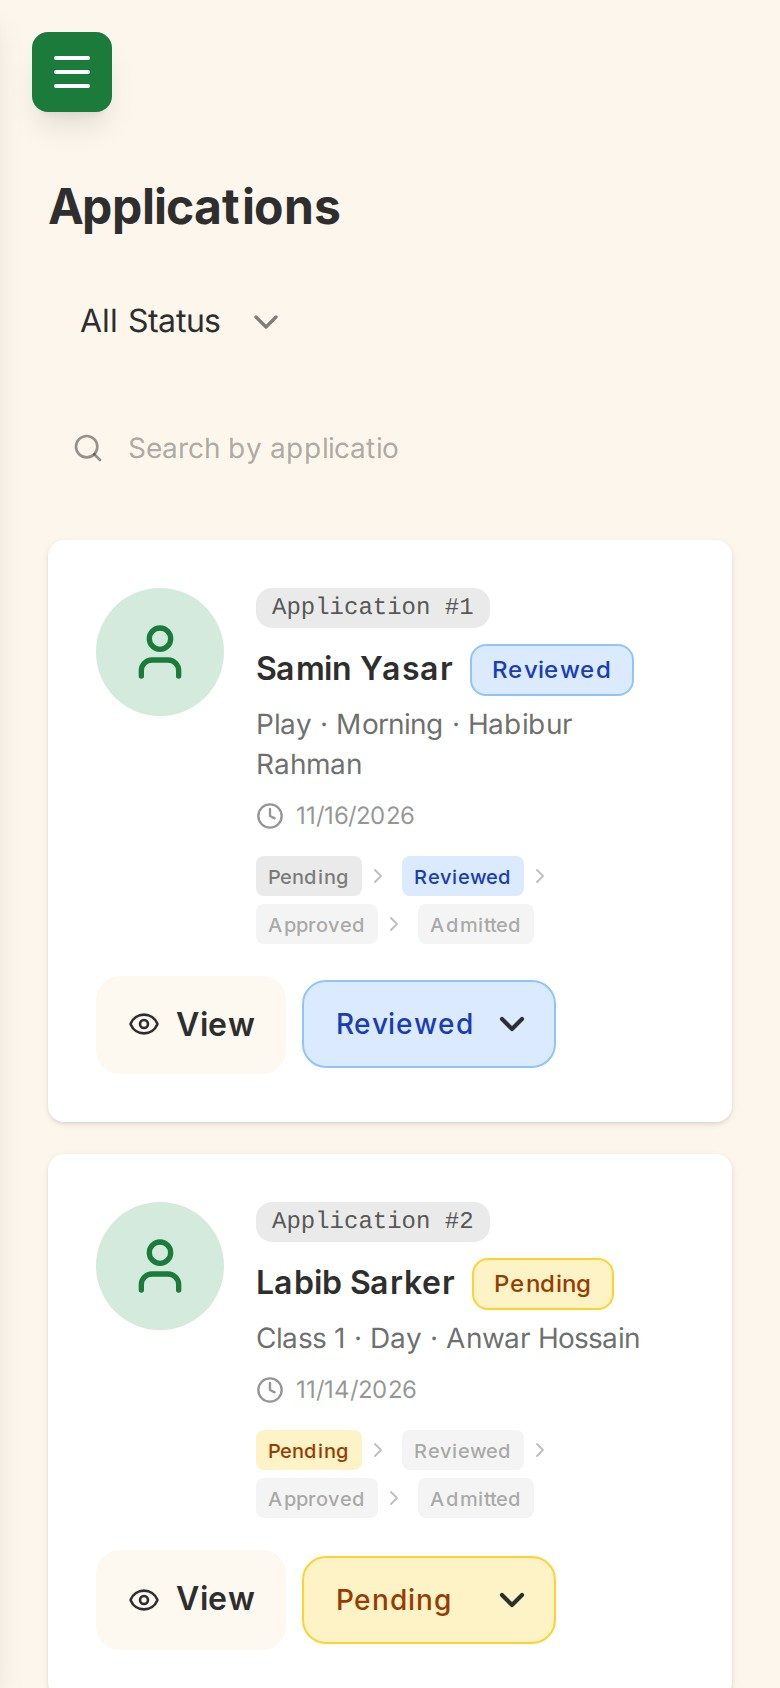 Applications
All Status
Search by applicatio
Application #1
Samin Yasar Reviewed
Play · Morning · Habibur
Rahman
11/16/2026
Pending Reviewed
Approved Admitted
View Reviewed
Application #2
Labib Sarker Pending
Class 1 · Day · Anwar Hossain
11/14/2026
Pending Reviewed
Approved Admitted
View Pending